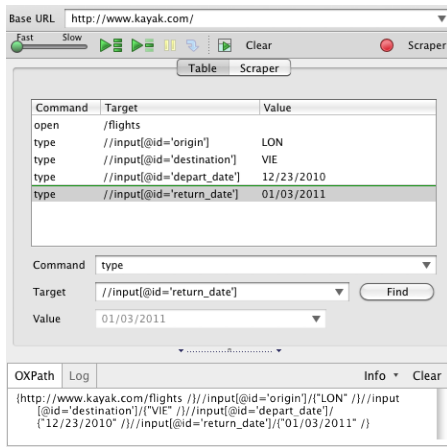 Base URL http://www.kayak.com/
Fast Slow Clear Scraper
Table Scraper
Command Target Value
open /flights
type //input[@id='origin'] LON
type //input[@id='destination'] VIE
type //input[@id='depart_date'] 12/23/2010
type //input[@id='return_date'] 01/03/2011
Command type
Target //input[@id='return_date'] Find
Value 01/03/2011
OXPath Log Info Clear
{http://www.kayak.com/flights /}//input[@id='origin']/{"LON" /}//input
[@id='destination']/{"VIE" /}//input[@id='depart_date']/
{"12/23/2010" /}//input[@id='return_date']/{"01/03/2011" /}